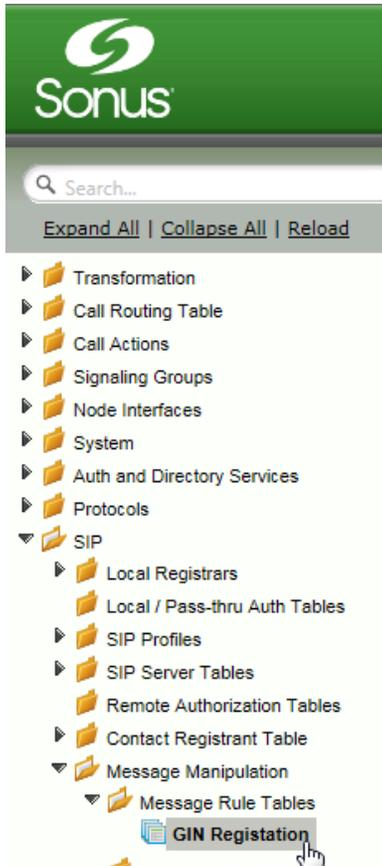 Sonus
Search...
Expand All | Collapse All | Reload
Transformation
Call Routing Table
Call Actions
Signaling Groups
Node Interfaces
System
Auth and Directory Services
Protocols
SIP
Local Registrars
Local / Pass-thru Auth Tables
SIP Profiles
SIP Server Tables
Remote Authorization Tables
Contact Registrant Table
Message Manipulation
Message Rule Tables
GIN Registation